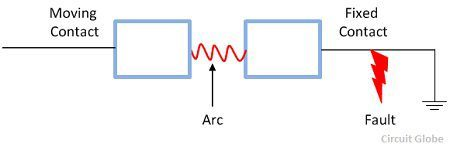 Moving
Contact
Fixed
Contact
Arc
Fault
Circuit Globe